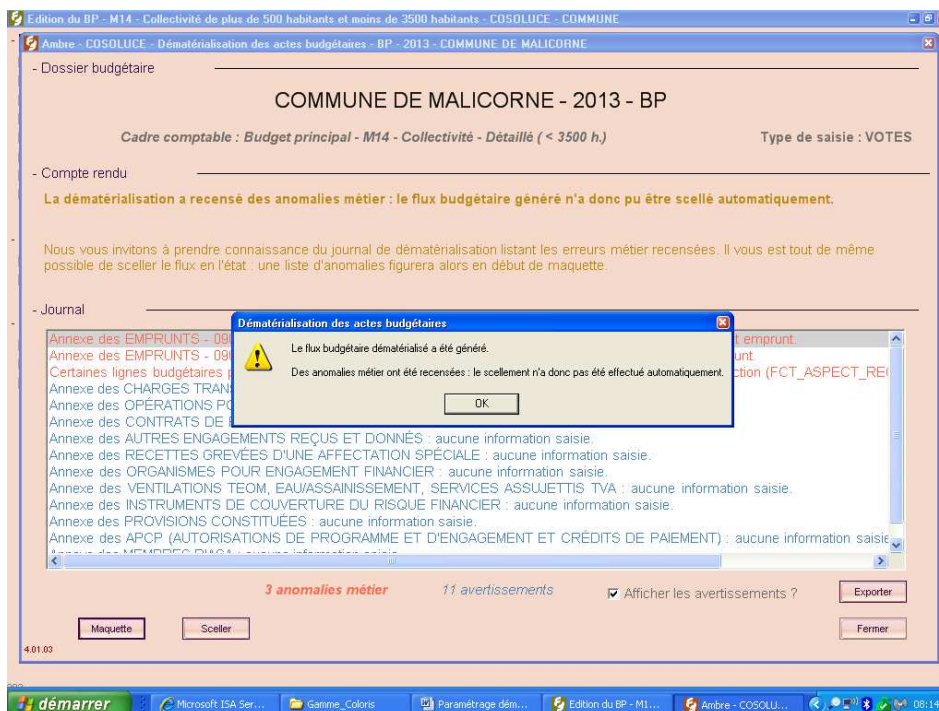 Edition du BP - M14 - Collectivité de plus de 500 habitants et moins de 3500 habitants - COSOLUCE - COMMUNE
Ambre - COSOLUCE - Dématérialisation des actes budgétaires - BP - 2013 - COMMUNE DE MALICORNE
- Dossier budgétaire
COMMUNE DE MALICORNE - 2013 - BP
Cadre comptable : Budget principal - M14 - Collectivité - Détaillé ( < 3500 h.)
Type de saisie : VOTES
- Compte rendu
La dématérialisation a recensé des anomalies métier : le flux budgétaire généré n'a donc pu être scellé automatiquement.
Nous vous invitons à prendre connaissance du journal de dématérialisation listant les erreurs métier recensées. Il vous est tout de même
possible de sceller le flux en l'état : une liste d'anomalies figurera alors en début de maquette.
- Journal
Dématérialisation des actes budgétaires
Le flux budgétaire dématérialisé a été généré.
Des anomalies métier ont été recensées : le scellement n'a donc pas été effectué automatiquement.
OK
Annexe des EMPRUNTS - 09 emprunt.
Annexe des EMPRUNTS - 09
Certaines lignes budgétaires (FCT_ASPECT_RE
Annexe des CHARGES TRAN
Annexe des OPÉRATIONS PO
Annexe des CONTRATS DE
Annexe des AUTRES ENGAGEMENTS REÇUS ET DONNÉS : aucune information saisie.
Annexe des RECETTES GREVÉES D'UNE AFFECTATION SPÉCIALE : aucune information saisie.
Annexe des ORGANISMES POUR ENGAGEMENT FINANCIER : aucune information saisie.
Annexe des VENTILATIONS TEOM, EAU/ASSAINISSEMENT, SERVICES ASSUJETTIS TVA : aucune information saisie.
Annexe des INSTRUMENTS DE COUVERTURE DU RISQUE FINANCIER : aucune information saisie.
Annexe des PROVISIONS CONSTITUÉES : aucune information saisie.
Annexe des APCP (AUTORISATIONS DE PROGRAMME ET D'ENGAGEMENT ET CRÉDITS DE PAIEMENT) : aucune information saisie
3 anomalies métier
11 avertissements
Afficher les avertissements ?
Exporter
Maquette
Sceller
Fermer
4.01.03
démarrer
Microsoft ISA Ser...
Gamme_Coloris
Paramétrage dém...
Edition du BP - M1...
Ambre - COSOLU...
08:14